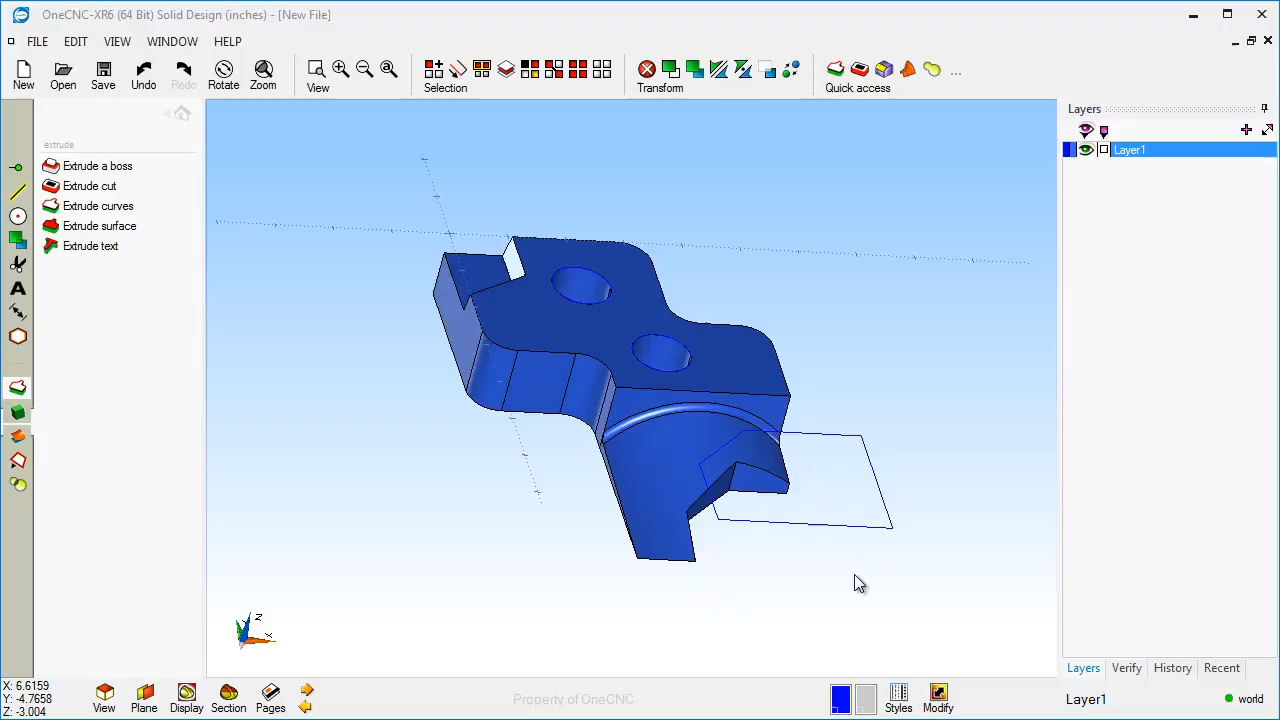 OneCNC-XR6 (64 Bit) Solid Design (inches) - [New File]
FILE EDIT VIEW WINDOW HELP
New Open Save Undo Redo Rotate Zoom View Selection Transform Quick access ...
extrude
Extrude a boss
Extrude cut
Extrude curves
Extrude surface
Extrude text
A
Layers
Layer1
Z
X
Layers Verify History Recent
X: 6.6159
Y: -4.7658
Z: -3.004
View Plane Display Section Pages
Property of OneCNC
Styles Modify
Layer1
world